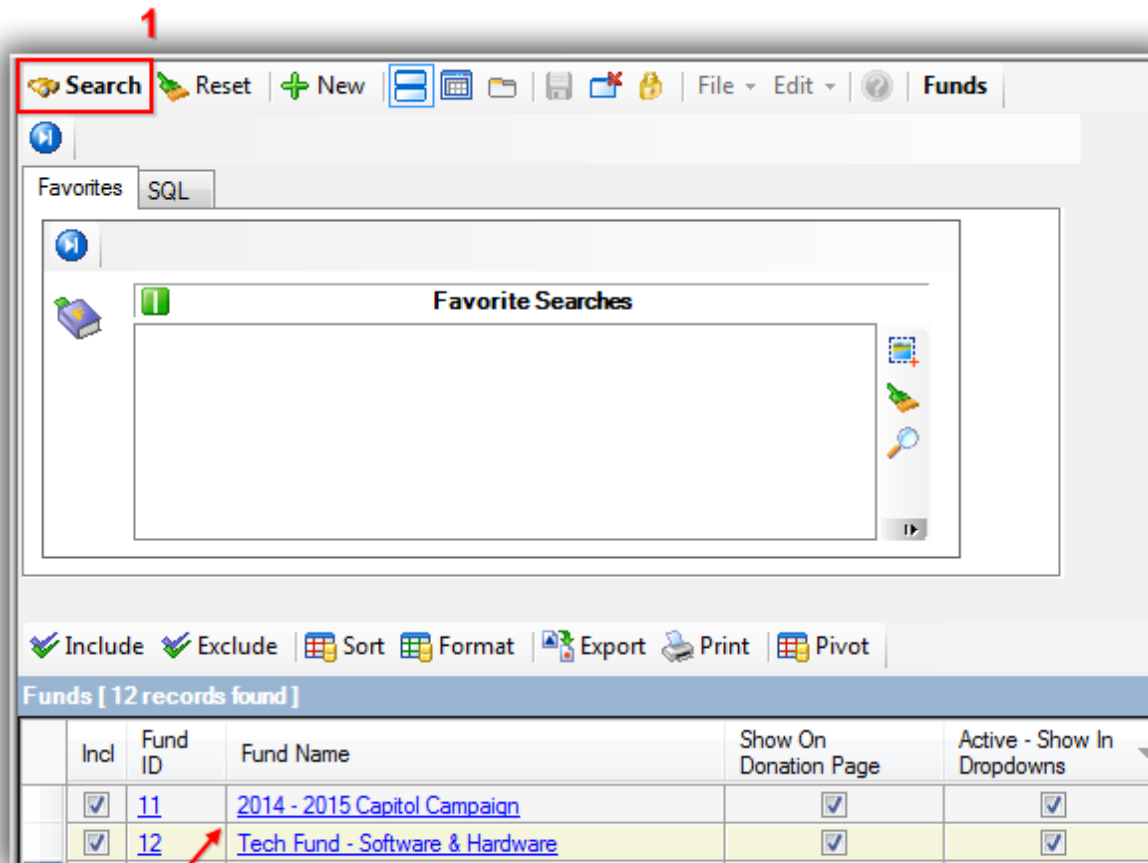 1
Search Reset New File Edit Funds
Favorites SQL
Favorite Searches
Include Exclude Sort Format Export Print Pivot
Funds [ 12 records found ]
Incl Fund ID Fund Name Show On Donation Page Active - Show In Dropdowns
11 2014 - 2015 Capitol Campaign
12 Tech Fund - Software & Hardware